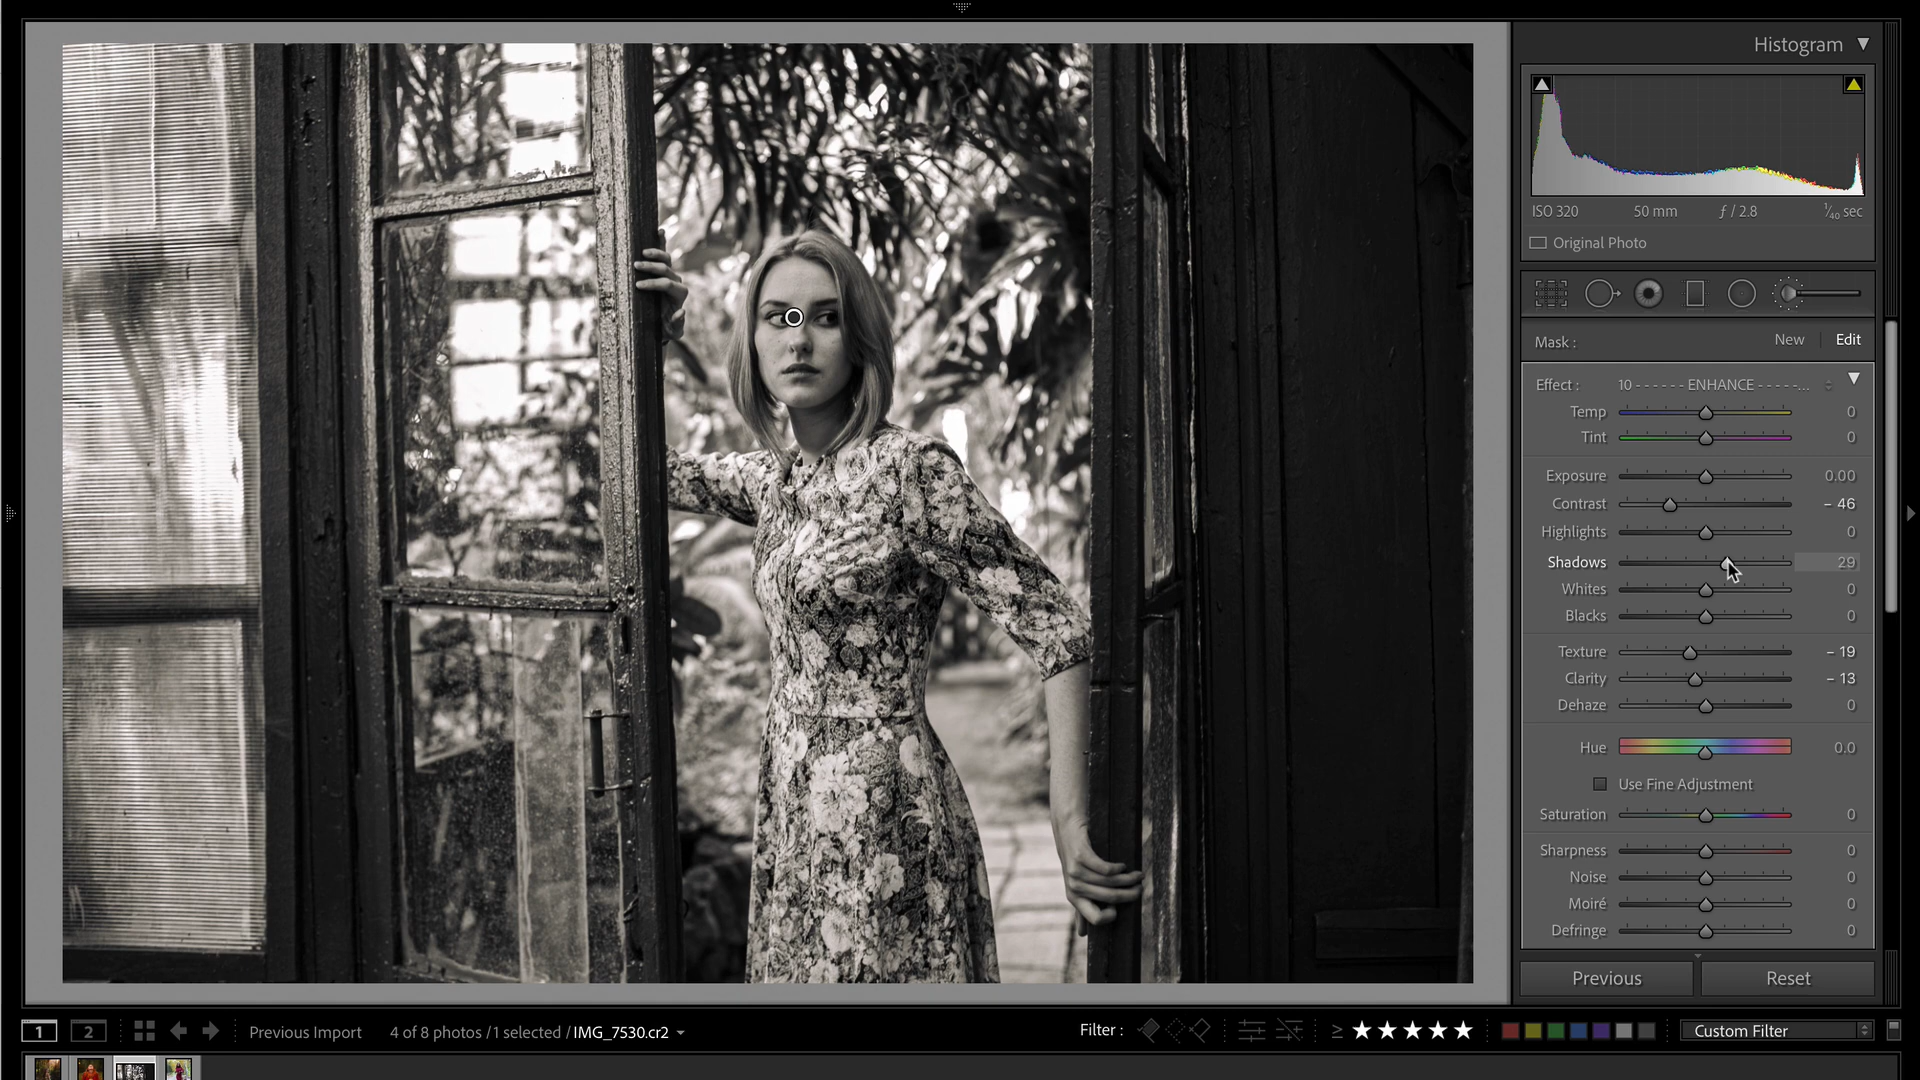 Histogram
ISO 320 50 mm ƒ / 2.8 1/40 sec
Original Photo
Mask : New Edit
Effect : 10 - - - - - - ENHANCE - - - - -...
Temp 0
Tint 0
Exposure 0.00
Contrast – 46
Highlights 0
Shadows 29
Whites 0
Blacks 0
Texture – 19
Clarity – 13
Dehaze 0
Hue 0.0
Use Fine Adjustment
Saturation 0
Sharpness 0
Noise 0
Moiré 0
Defringe 0
Previous Reset
1 2 Previous Import 4 of 8 photos / 1 selected / IMG_7530.cr2 Filter : ≥ ★ ★ ★ ★ ★ Custom Filter